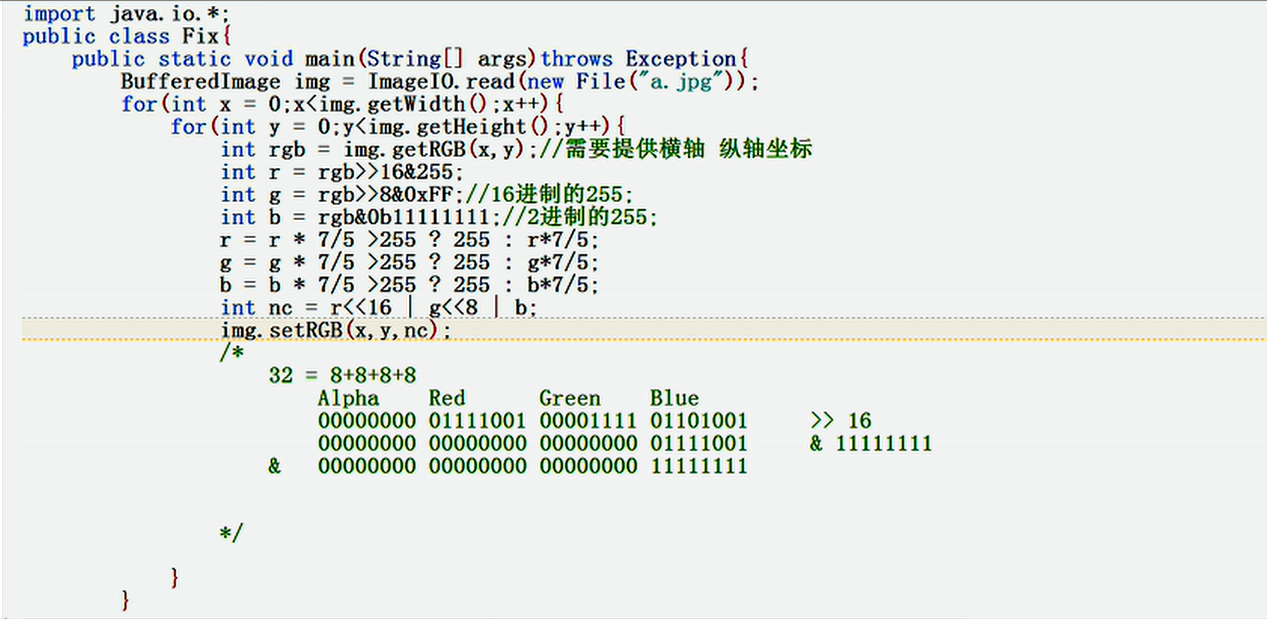 import java.io.*;
public class Fix{
    public static void main(String[] args)throws Exception{
        BufferedImage img = ImageIO.read(new File("a.jpg"));
        for(int x = 0;x<img.getWidth();x++){
            for(int y = 0;y<img.getHeight();y++){
                int rgb = img.getRGB(x,y);//需要提供横轴 纵轴坐标
                int r = rgb>>16&255;
                int g = rgb>>8&0xFF;//16进制的255;
                int b = rgb&0b11111111;//2进制的255;
                r = r * 7/5 >255 ? 255 : r*7/5;
                g = g * 7/5 >255 ? 255 : g*7/5;
                b = b * 7/5 >255 ? 255 : b*7/5;
                int nc = r<<16 | g<<8 | b;
                img.setRGB(x,y,nc);
                /*
                    32 = 8+8+8+8
                        Alpha    Red      Green    Blue
                        00000000 01111001 00001111 01101001     >> 16
                        00000000 00000000 00000000 01111001     & 11111111
                    &   00000000 00000000 00000000 11111111
                */
            }
        }